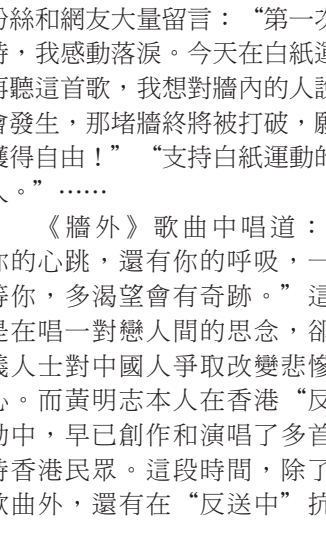 粉絲和網友大量留言：“第一次
時，我感動落淚。今天在白紙運
再聽這首歌，我想對牆內的人說
會發生，那堵牆終將被打破，願
獲得自由！”“支持白紙運動的
人。”……
《牆外》歌曲中唱道：
你的心跳，還有你的呼吸，一
等你，多渴望會有奇跡。”這
是在唱一對戀人間的思念，卻
義人士對中國人爭取改變悲慘
心。而黃明志本人在香港“反
動中，早已創作和演唱了多首
持香港民眾。這段時間，除了
歌曲外，還有在“反送中”抗